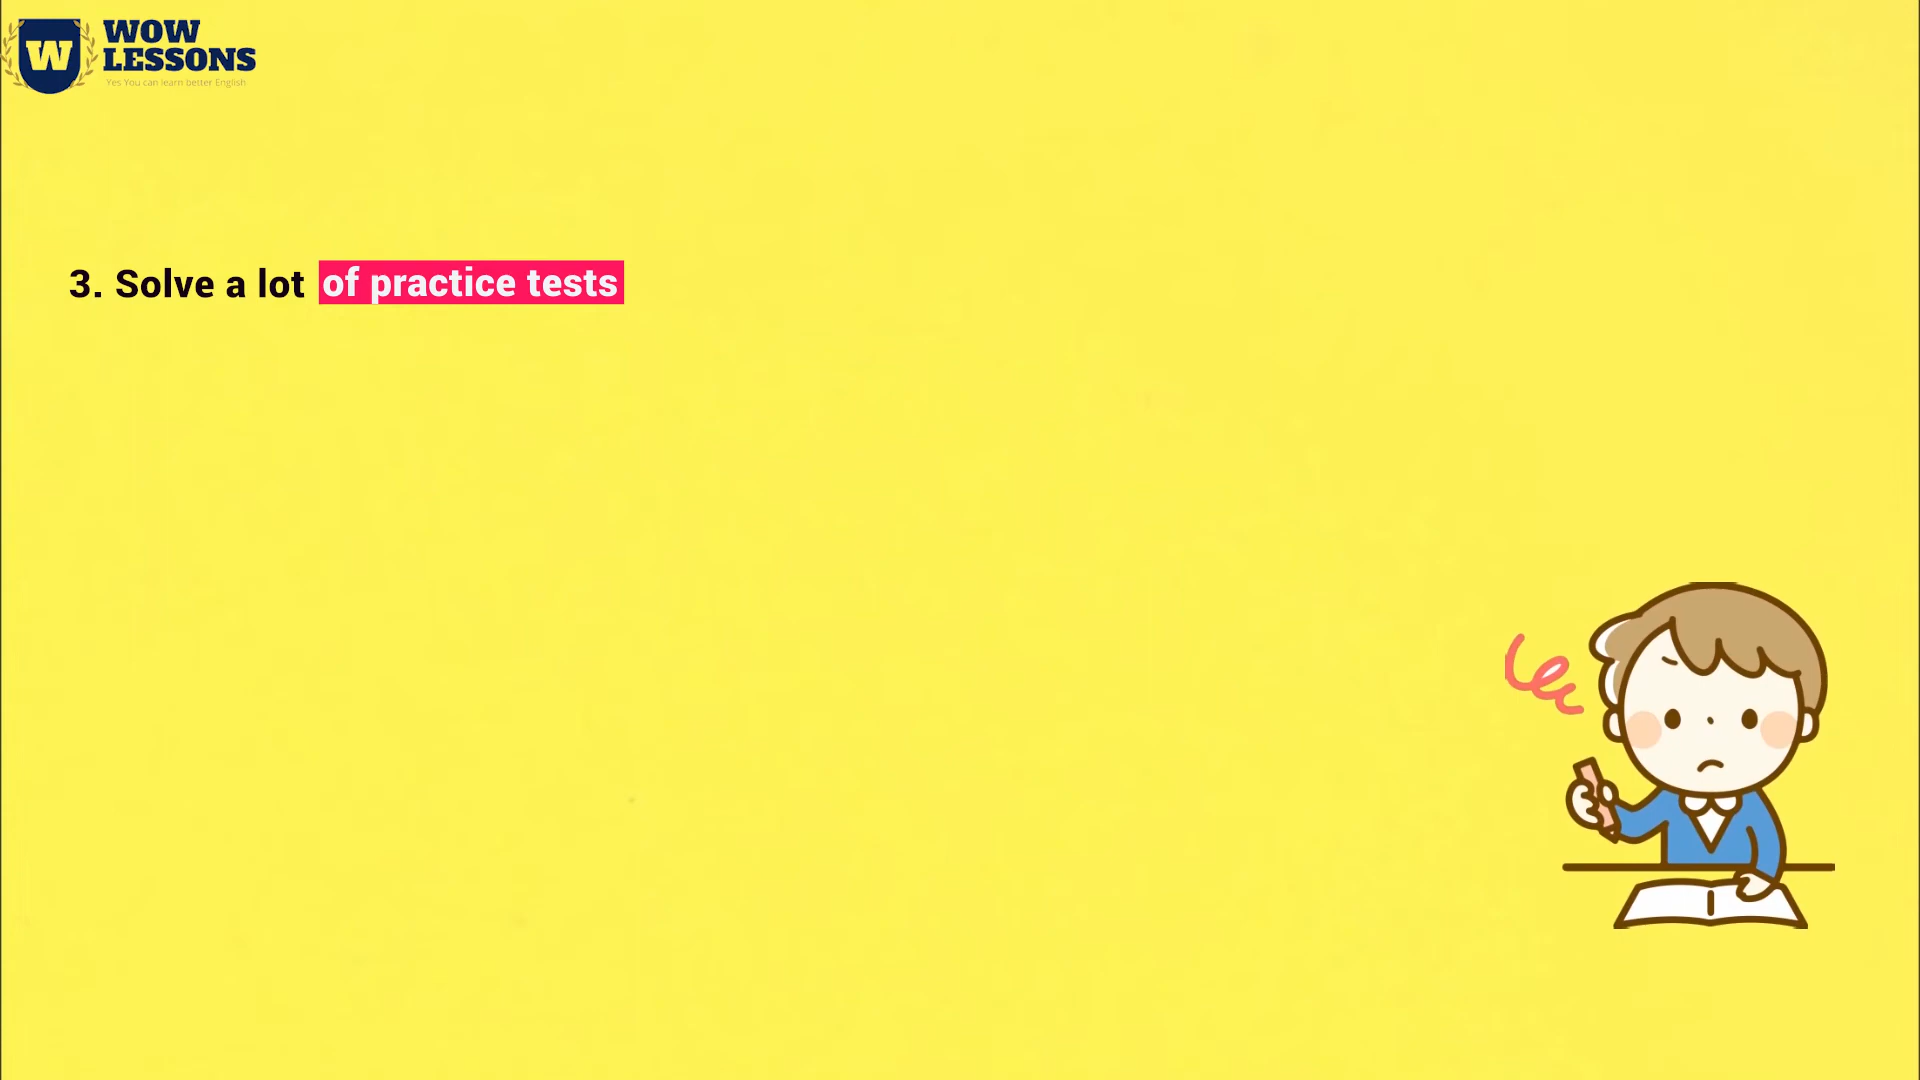 W
WOW
LESSONS
Yes You can learn better English
3. Solve a lot of practice tests